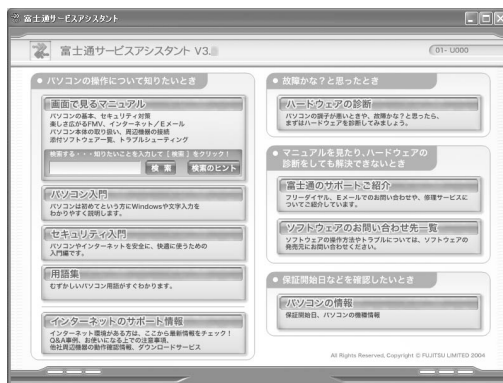 富士通サービスアシスタント
富士通サービスアシスタント V3.
01- U000
パソコンの操作について知りたいとき
画面で見るマニュアル
パソコンの基本、セキュリティ対策
楽しさ広がるFMV、インターネット/Eメール
パソコン本体の取り扱い、周辺機器の接続
添付ソフトウェア一覧、トラブルシューティング
検索する・・・知りたいことを入力して [ 検索 ] をクリック!
検 索
検索のヒント
パソコン入門
パソコンは初めてという方にWindowsや文字入力を
わかりやすく説明します。
セキュリティ入門
パソコンやインターネットを安全に、快適に使うための
入門編です。
用語集
むずかしいパソコン用語がすぐわかります。
インターネットのサポート情報
インターネット環境がある方は、ここから最新情報をチェック!
Q&A事例、お使いになる上での注意事項、
他社周辺機器の動作確認情報、ダウンロードサービス
故障かな?と思ったとき
ハードウェアの診断
パソコンの調子が悪いときや、故障かな?と思ったら、
まずはハードウェアを診断してみましょう。
マニュアルを見たり、ハードウェアの
診断をしても解決できないとき
富士通のサポートご紹介
フリーダイヤル、Eメールでのお問い合わせや、修理サービスに
ついてご紹介しています。
ソフトウェアのお問い合わせ先一覧
ソフトウェアの操作方法やトラブルについては、ソフトウェアの
発売元にお問い合わせください。
保証開始日などを確認したいとき
パソコンの情報
保証開始日、パソコンの機種情報
All Rights Reserved, Copyright © FUJITSU LIMITED 2004